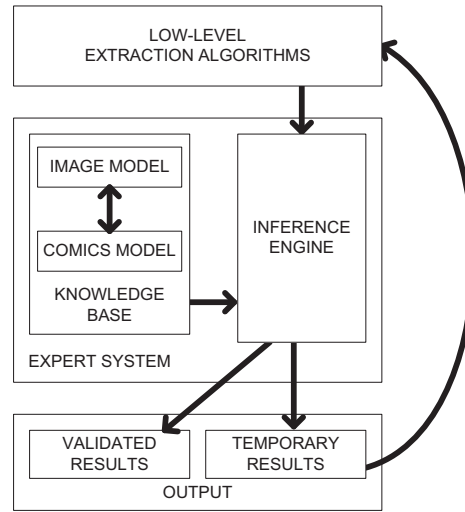 LOW-LEVEL
EXTRACTION ALGORITHMS
IMAGE MODEL
COMICS MODEL
KNOWLEDGE
BASE
INFERENCE
ENGINE
EXPERT SYSTEM
VALIDATED
RESULTS
TEMPORARY
RESULTS
OUTPUT